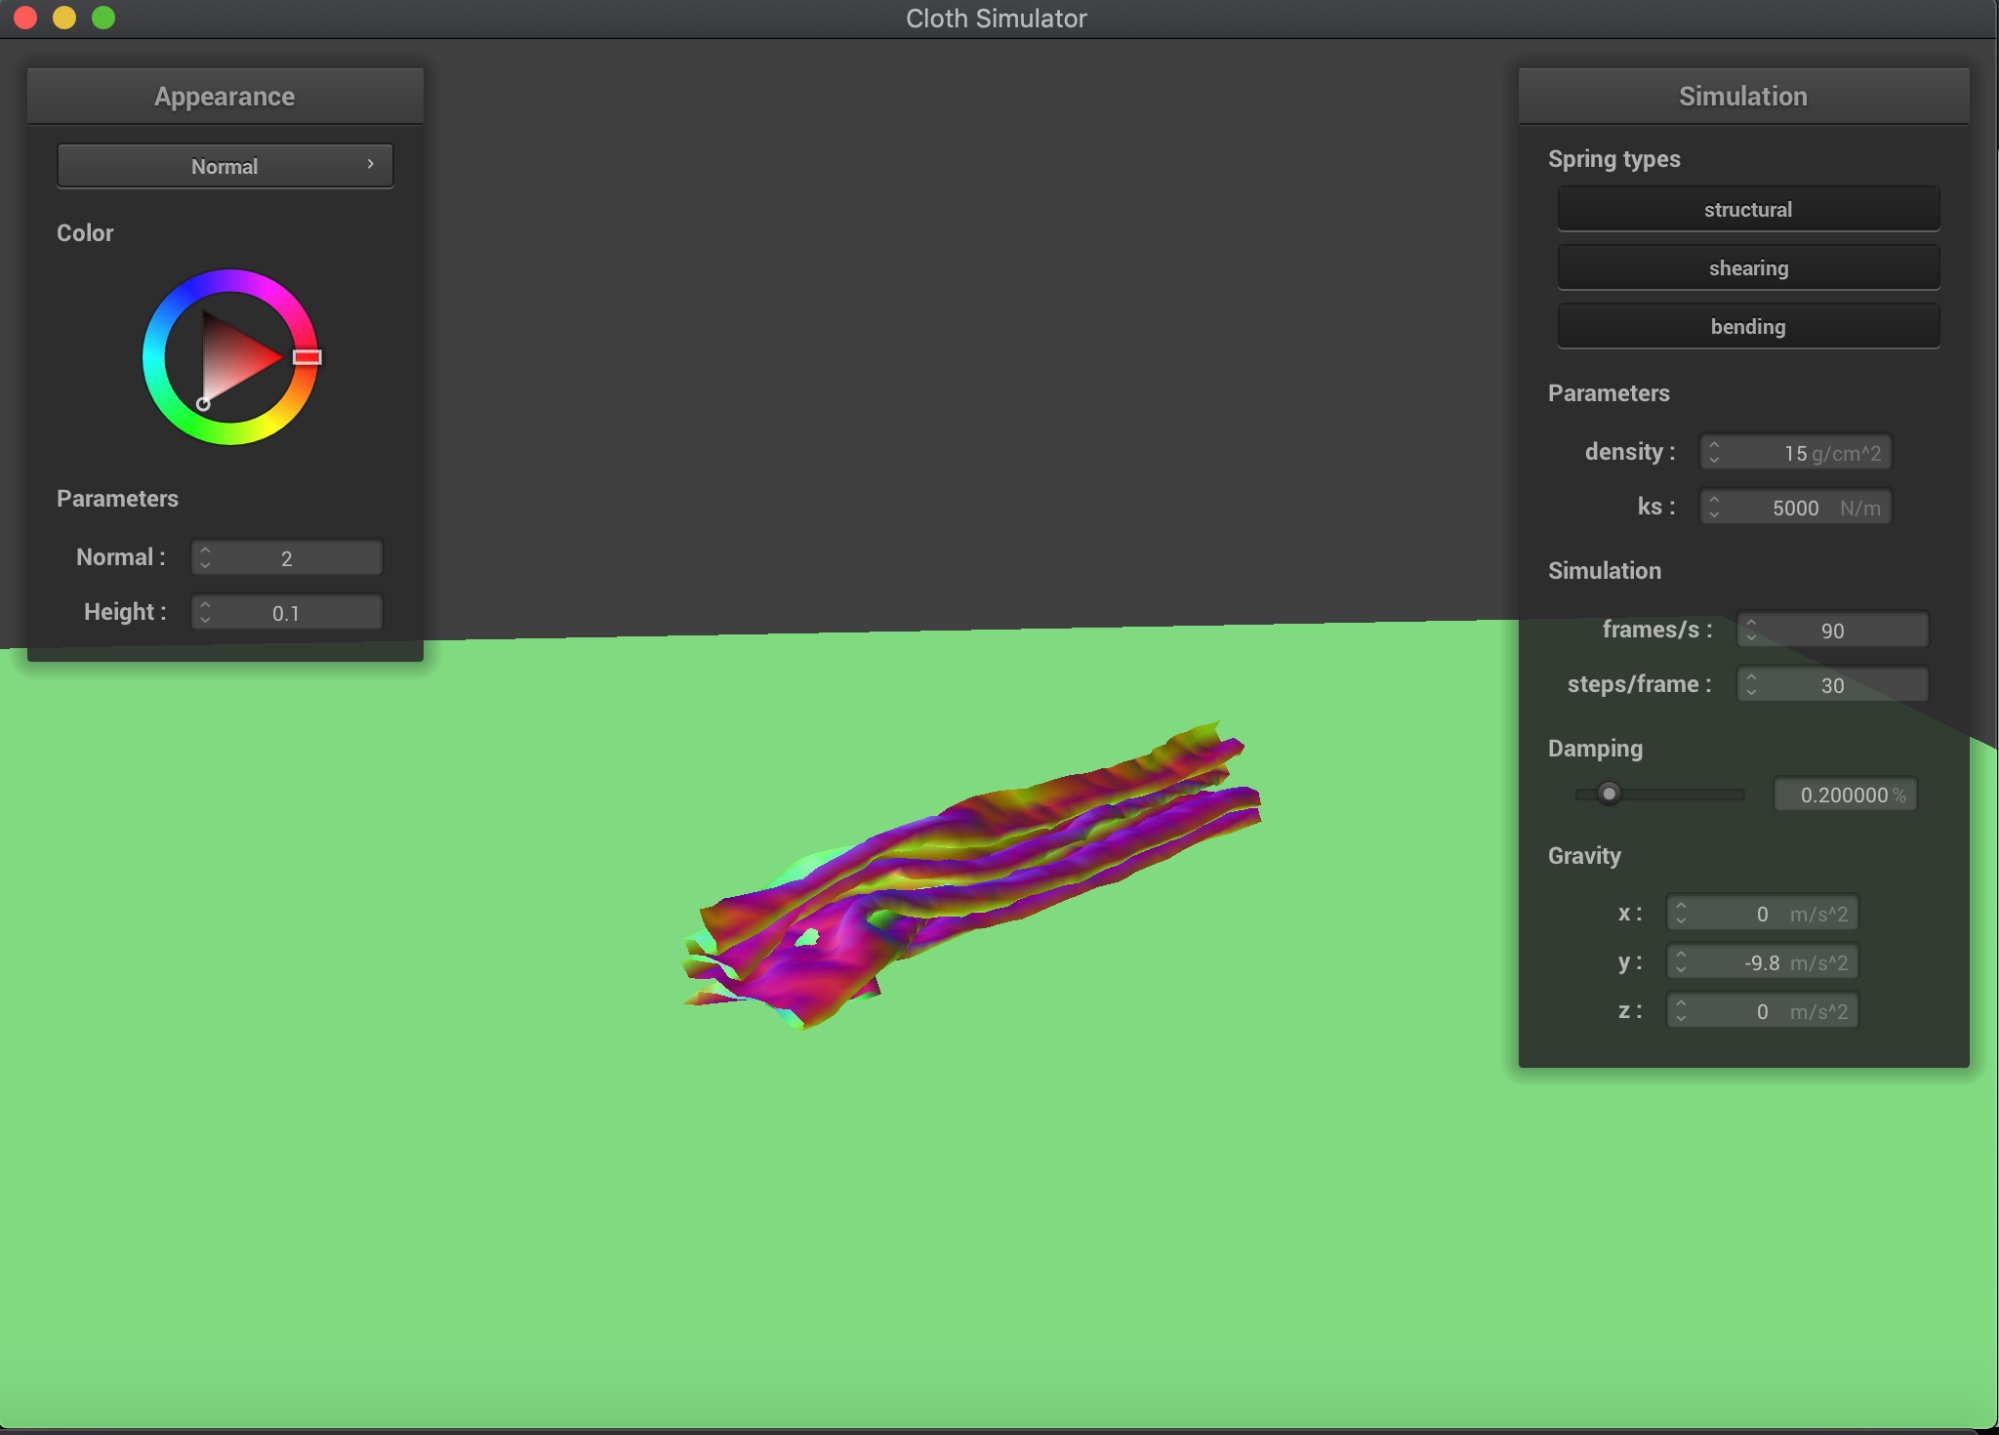 Cloth Simulator
Appearance
Normal
Color
Parameters
Normal : 2
Height : 0.1
Simulation
Spring types
structural
shearing
bending
Parameters
density : 15 g/cm^2
ks : 5000 N/m
Simulation
frames/s : 90
steps/frame : 30
Damping
0.200000 %
Gravity
x : 0 m/s^2
y : -9.8 m/s^2
z : 0 m/s^2